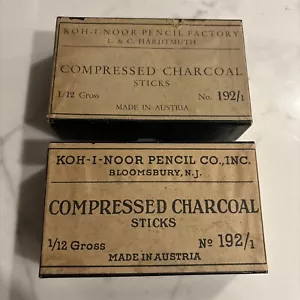 KOH-I-NOOR PENCIL FACTORY
L. & C. HARDTMUTH
COMPRESSED CHARCOAL
STICKS
1/12 Gross No. 192/1
MADE IN AUSTRIA
KOH-I-NOOR PENCIL CO., INC.
BLOOMSBURY, N.J.
COMPRESSED CHARCOAL
STICKS
1/12 Gross No 192/1
MADE IN AUSTRIA